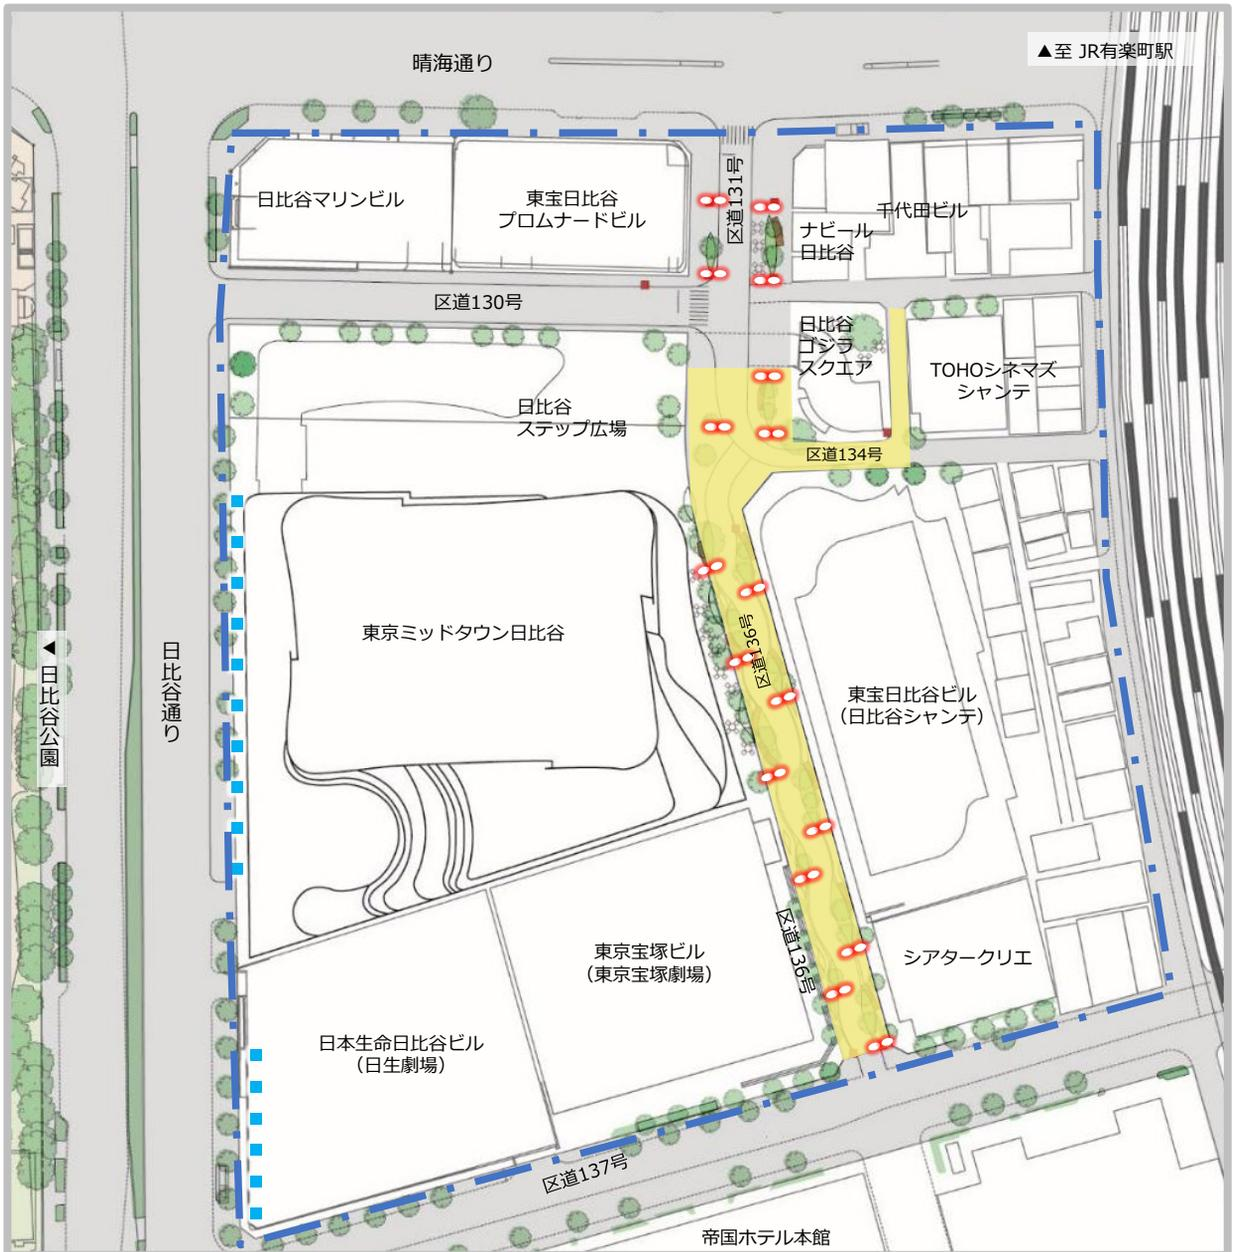 晴海通り
▲至 JR有楽町駅
日比谷マリンビル
東宝日比谷
プロムナードビル
区道131号
千代田ビル
ナビール
日比谷
区道130号
日比谷
ゴジラ
スクエア
TOHOシネマズ
シャンテ
日比谷
ステップ広場
区道134号
東京ミッドタウン日比谷
区道136号
日比谷通り
▲日比谷公園
東宝日比谷ビル
（日比谷シャンテ）
東京宝塚ビル
（東京宝塚劇場）
区道136号
シアタークリエ
日本生命日比谷ビル
（日生劇場）
区道137号
帝国ホテル本館